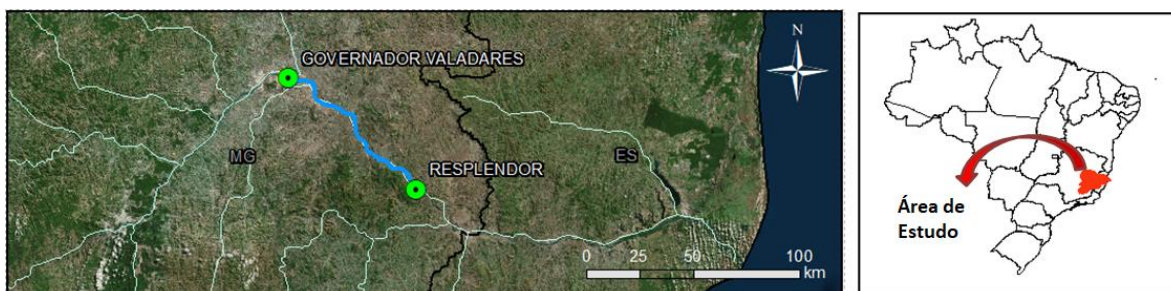 N
GOVERNADOR VALADARES
MG
ES
RESPLENDOR
0 25 50 100
km
Área de
Estudo